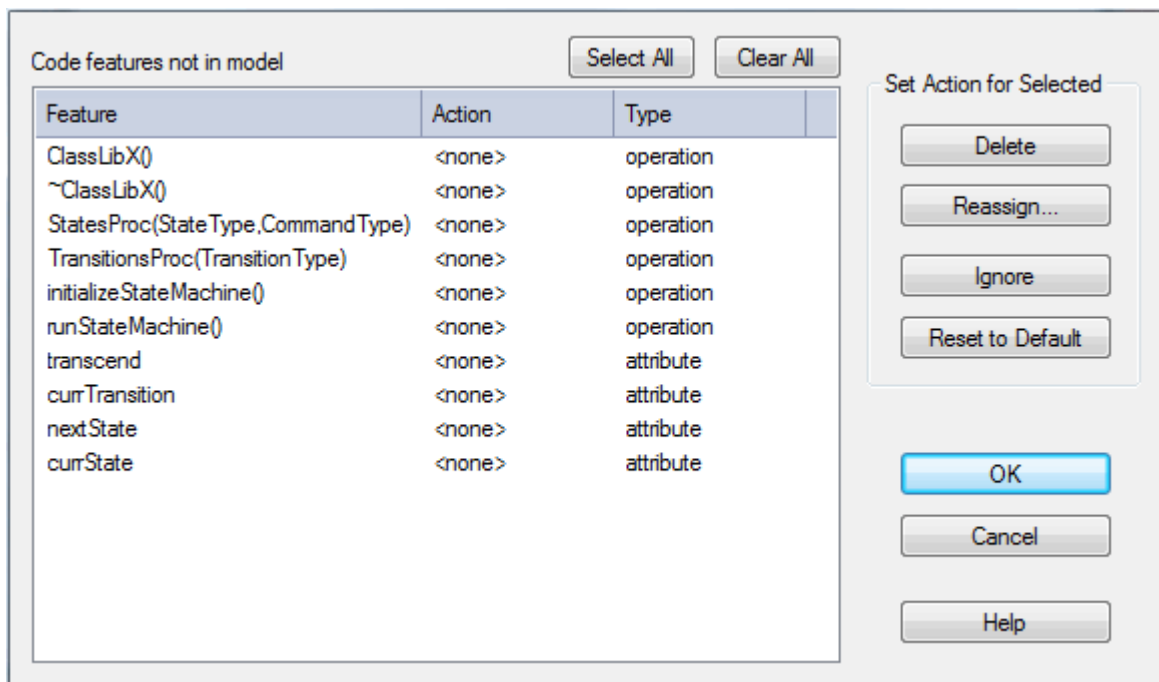 Code features not in model Select All Clear All
Set Action for Selected
Feature Action Type
ClassLibX() <none> operation
~ClassLibX() <none> operation
StatesProc(StateType,CommandType) <none> operation
TransitionsProc(TransitionType) <none> operation
initializeStateMachine() <none> operation
runStateMachine() <none> operation
transcend <none> attribute
currTransition <none> attribute
nextState <none> attribute
currState <none> attribute
Delete
Reassign...
Ignore
Reset to Default
OK
Cancel
Help